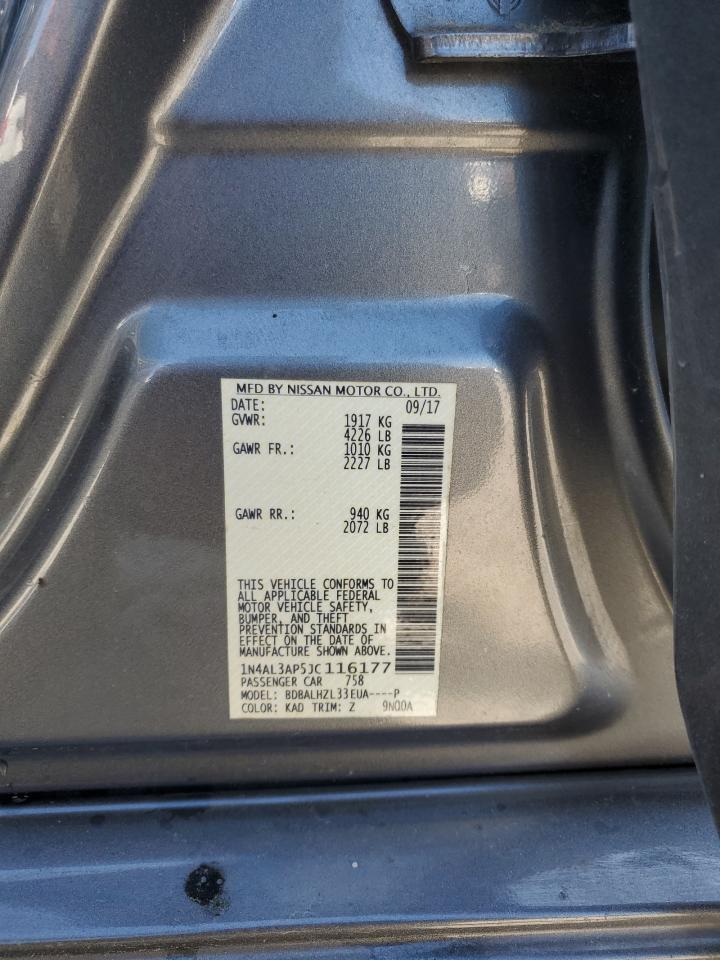 MFD BY NISSAN MOTOR CO., LTD.
DATE: 09/17
GVWR: 1917 KG
4226 LB
GAWR FR.: 1010 KG
2227 LB
GAWR RR.: 940 KG
2072 LB
THIS VEHICLE CONFORMS TO
ALL APPLICABLE FEDERAL
MOTOR VEHICLE SAFETY,
BUMPER, AND THEFT
PREVENTION STANDARDS IN
EFFECT ON THE DATE OF
MANUFACTURE SHOWN ABOVE.
1N4AL3AP5JC116177
PASSENGER CAR 758
MODEL: BDBALHZL33EUA----P
COLOR: KAD TRIM: Z 9N00A